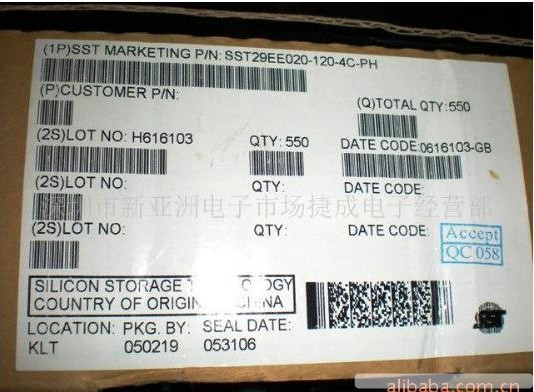 (1P)SST MARKETING P/N: SST29EE020-120-4C-PH
(P)CUSTOMER P/N:
(Q)TOTAL QTY: 550
(2S)LOT NO: H616103 QTY: 550 DATE CODE:0616103-GB
(2S)LOT NO: QTY: DATE CODE:
市新亚洲电子市场捷成电子经营部
(2S)LOT NO: QTY: DATE CODE:
Accept
QC 058
SILICON STORAGE
COUNTRY OF ORIGIN CHINA
LOCATION: PKG. BY: SEAL DATE:
KLT 050219 053106
alibaba.com.cn